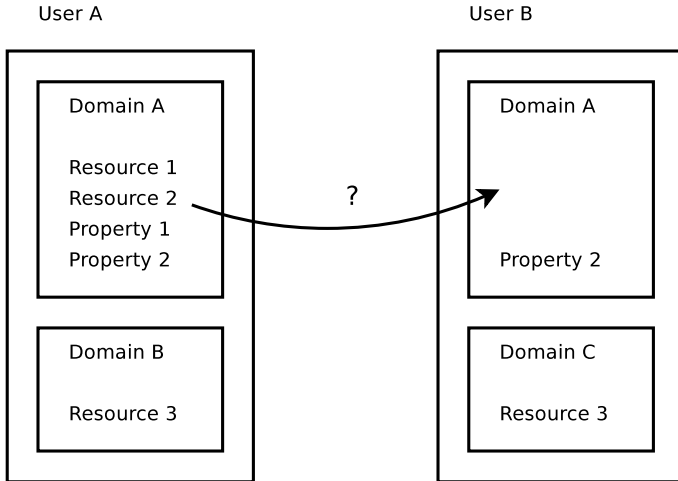 User A
User B
Domain A
Resource 1
Resource 2
Property 1
Property 2
Domain B
Resource 3
?
Domain A
Property 2
Domain C
Resource 3